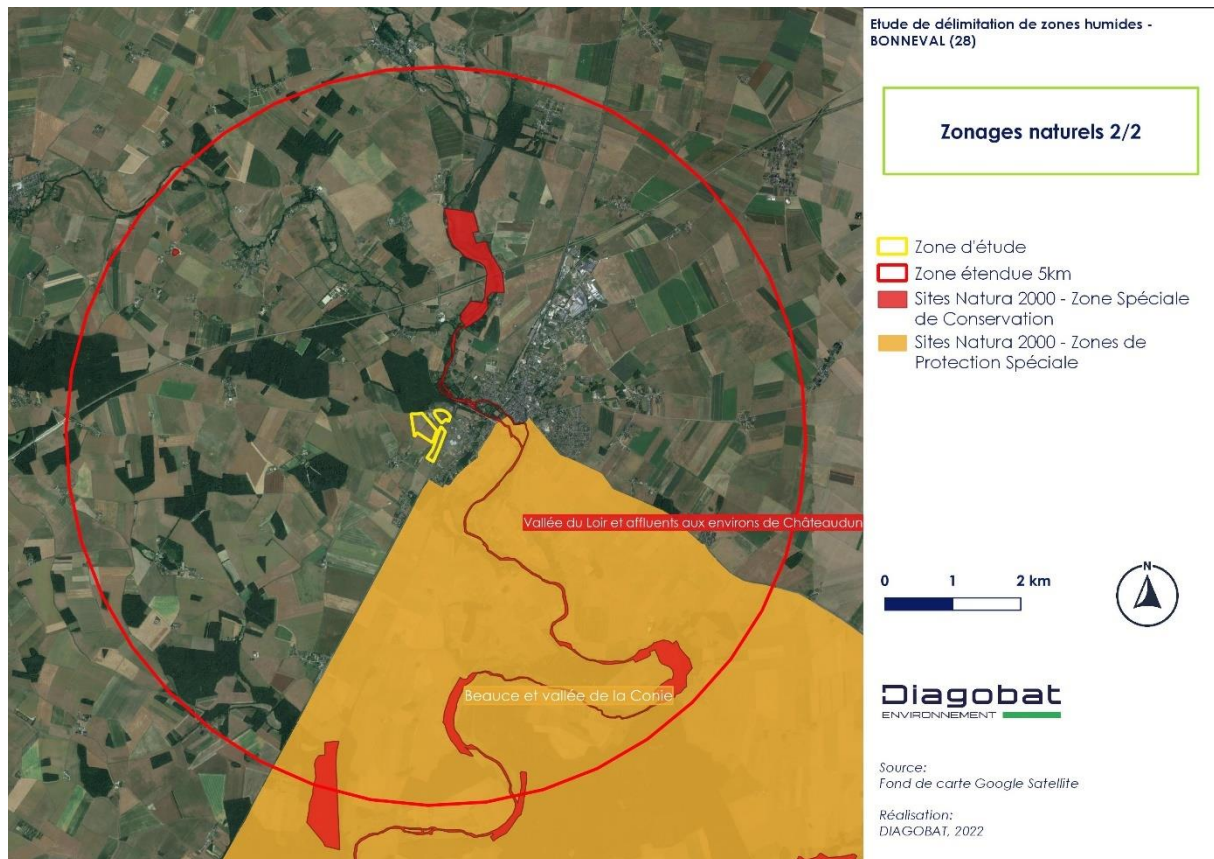 Etude de délimitation de zones humides -
BONNEVAL (28)
Zonages naturels 2/2
Zone d'étude
Zone étendue 5km
Sites Natura 2000 - Zone Spéciale
de Conservation
Sites Natura 2000 - Zones de
Protection Spéciale
Vallée du Loir et affluents aux environs de Châteaudun
Beauce et vallée de la Conie
0 1 2 km
N
Diagobat
ENVIRONNEMENT
Source:
Fond de carte Google Satellite
Réalisation:
DIAGOBAT, 2022